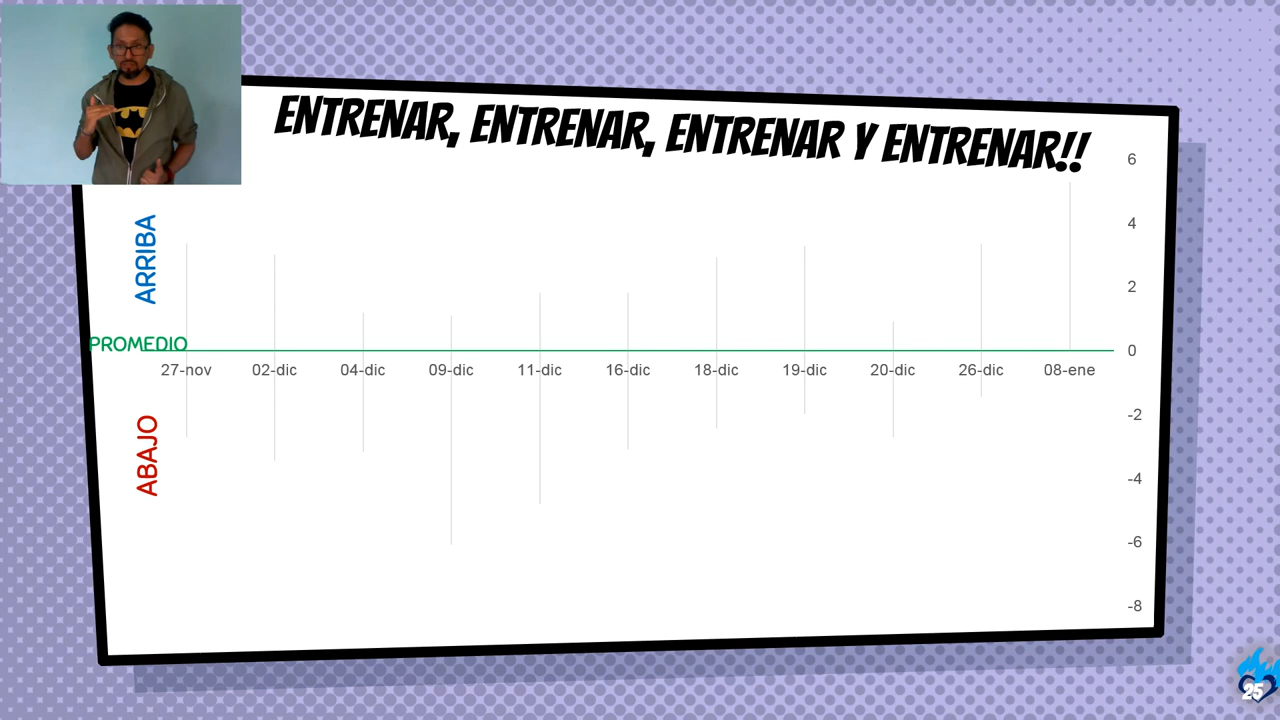 ENTRENAR, ENTRENAR, ENTRENAR Y ENTRENAR!!
6
4
2
0
-2
-4
-6
-8
ARRIBA
PROMEDIO
ABAJO
27-nov 02-dic 04-dic 09-dic 11-dic 16-dic 18-dic 19-dic 20-dic 26-dic 08-ene
25